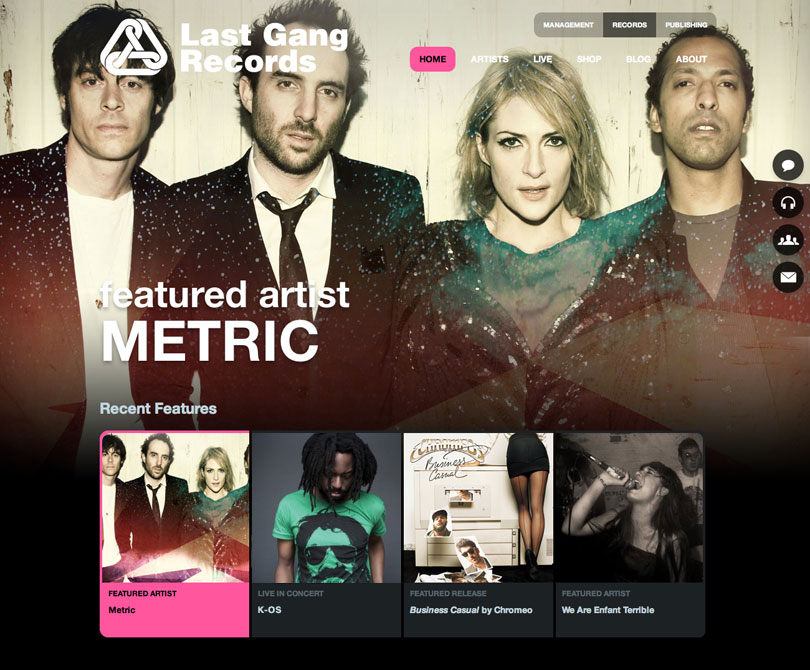 Last Gang
Records
MANAGEMENT RECORDS PUBLISHING
HOME ARTISTS LIVE SHOP BLOG ABOUT
featured artist
METRIC
Recent Features
Business
Casual
FEATURED ARTIST
Metric
LIVE IN CONCERT
K-OS
FEATURED RELEASE
Business Casual by Chromeo
FEATURED ARTIST
We Are Enfant Terrible